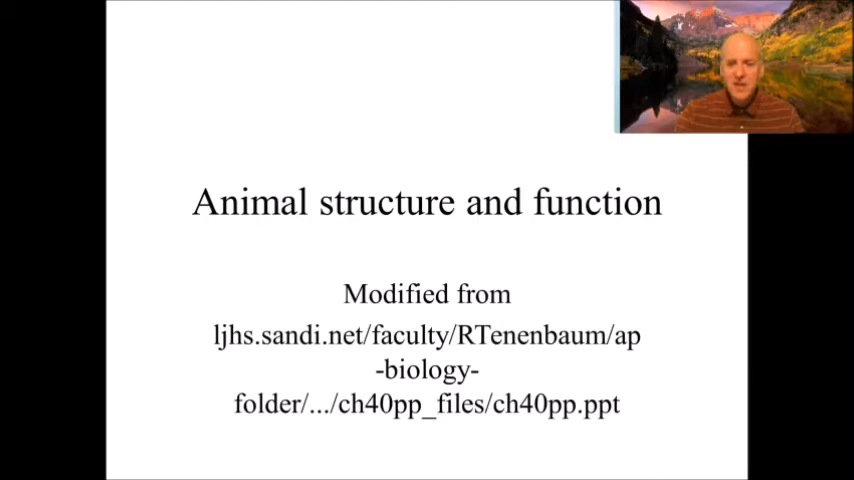 Animal structure and function
Modified from
ljhs.sandi.net/faculty/RTenenbaum/ap
-biology-
folder/.../ch40pp_files/ch40pp.ppt